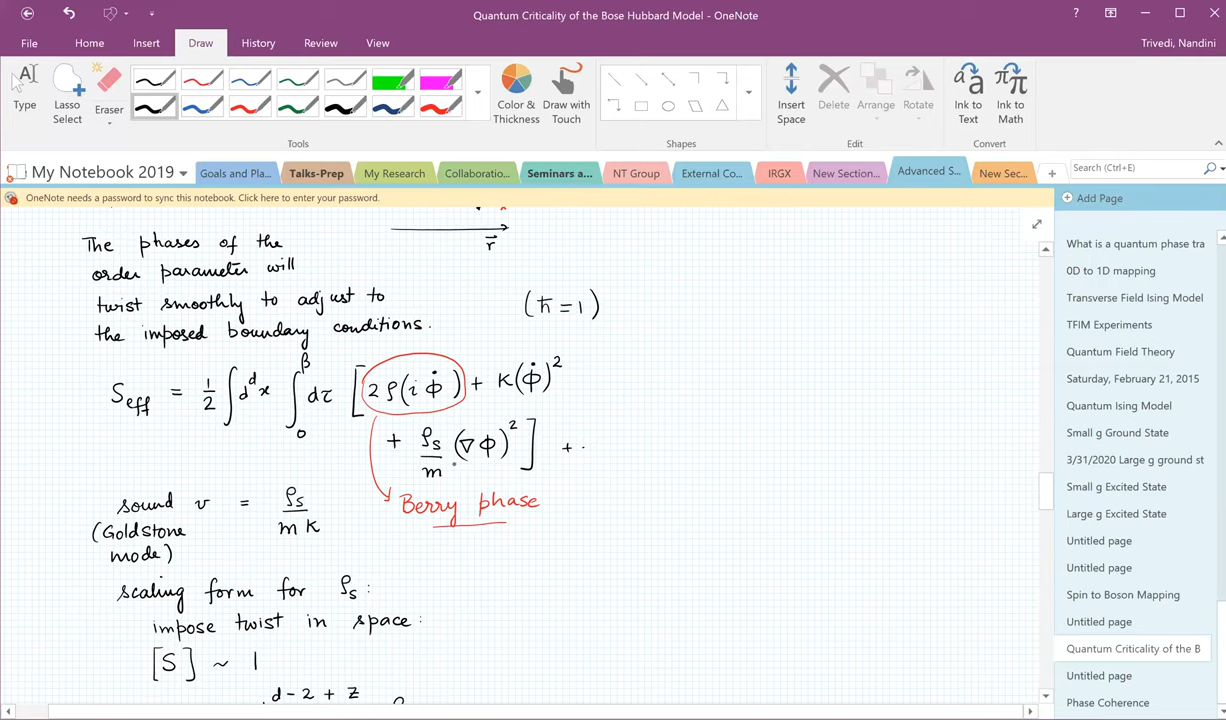 Quantum Criticality of the Bose Hubbard Model - OneNote
?
Trivedi, Nandini
File Home Insert Draw History Review View
Type
Lasso Select
Eraser
Color & Thickness
Draw with Touch
Insert Space
Delete
Arrange
Rotate
Ink to Text
Ink to Math
Tools
Shapes
Edit
Convert
My Notebook 2019
Goals and Pla...
Talks-Prep
My Research
Collaboratio...
Seminars a...
NT Group
External Co...
IRGX
New Section...
Advanced S...
New Sec...
Search (Ctrl+E)
OneNote needs a password to sync this notebook. Click here to enter your password.
Add Page
r⃗
The phases of the
order parameter will
twist smoothly to adjust to
the imposed boundary conditions.
(ħ = 1)
S_eff = 1/2 ∫ d^d x ∫_0^β dτ [ 2 ρ (i φ̇) + κ (φ̇)^2
+ ρ_s/m (∇φ)^2 ] + ·
Berry phase
sound v = ρ_s / m κ
(Goldstone
mode)
scaling form for ρ_s :
impose twist in space :
[S] ~ 1
d - 2 + z
What is a quantum phase tra
0D to 1D mapping
Transverse Field Ising Model
TFIM Experiments
Quantum Field Theory
Saturday, February 21, 2015
Quantum Ising Model
Small g Ground State
3/31/2020 Large g ground st
Small g Excited State
Large g Excited State
Untitled page
Untitled page
Spin to Boson Mapping
Untitled page
Quantum Criticality of the B
Untitled page
Phase Coherence